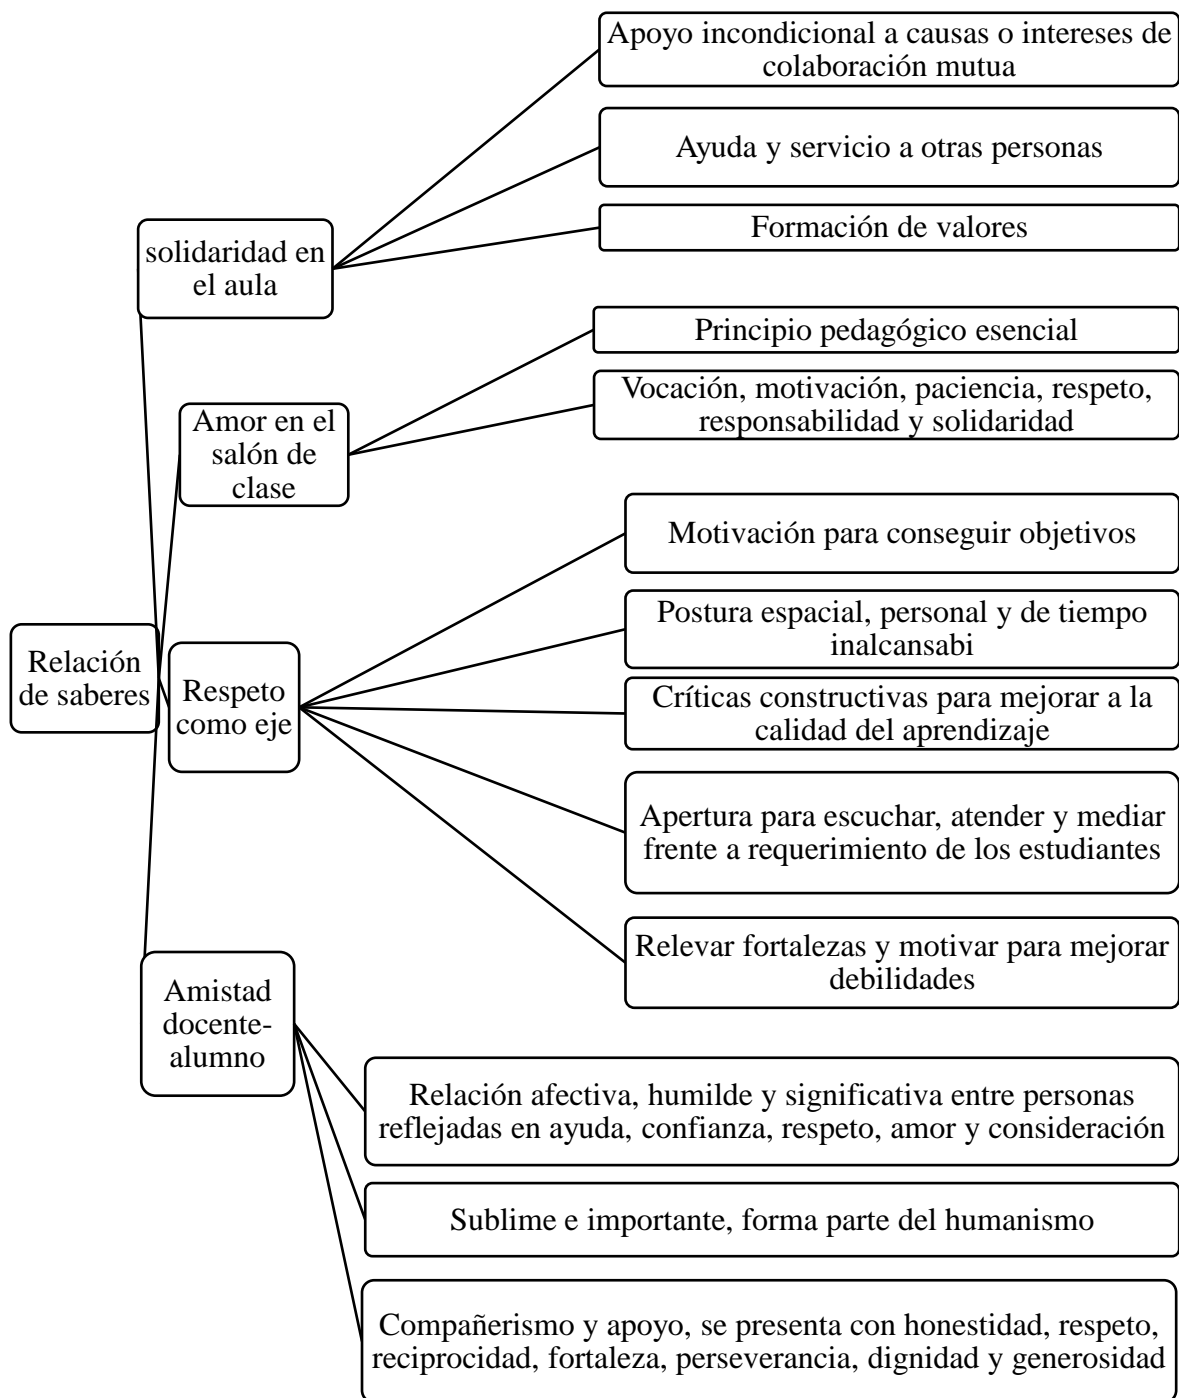 Relación
de saberes
solidaridad en
el aula
Apoyo incondicional a causas o intereses de
colaboración mutua
Ayuda y servicio a otras personas
Formación de valores
Amor en el
salón de
clase
Principio pedagógico esencial
Vocación, motivación, paciencia, respeto,
responsabilidad y solidaridad
Respeto
como eje
Motivación para conseguir objetivos
Postura espacial, personal y de tiempo
inalcansabi
Críticas constructivas para mejorar a la
calidad del aprendizaje
Apertura para escuchar, atender y mediar
frente a requerimiento de los estudiantes
Relevar fortalezas y motivar para mejorar
debilidades
Amistad
docente-
alumno
Relación afectiva, humilde y significativa entre personas
reflejadas en ayuda, confianza, respeto, amor y consideración
Sublime e importante, forma parte del humanismo
Compañerismo y apoyo, se presenta con honestidad, respeto,
reciprocidad, fortaleza, perseverancia, dignidad y generosidad